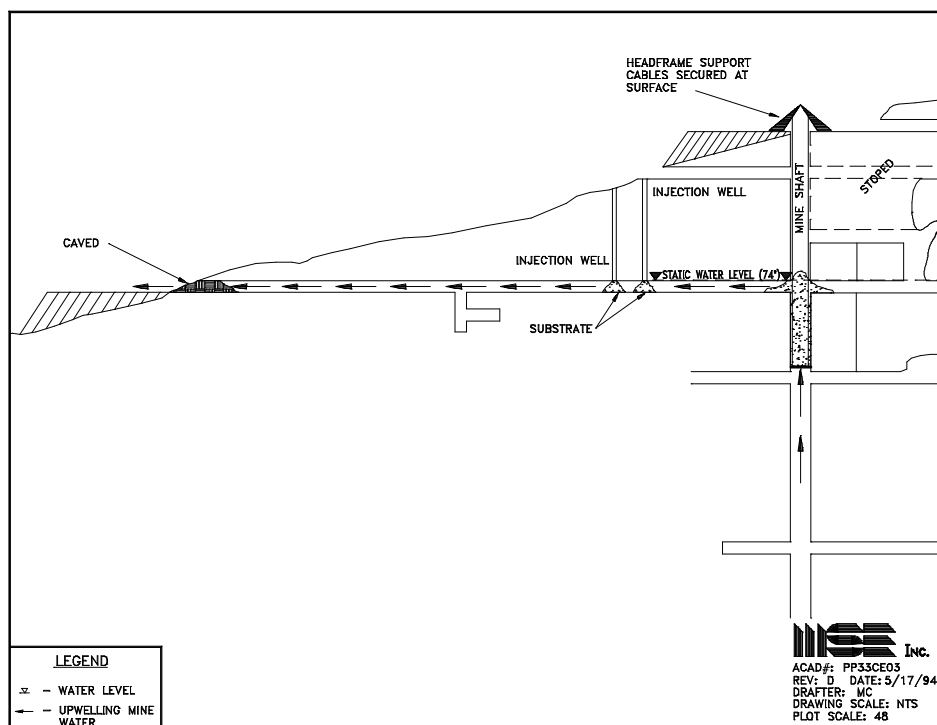 HEADFRAME SUPPORT
CABLES SECURED AT
SURFACE
MINE SHAFT
STOPED
INJECTION WELL
CAVED
INJECTION WELL
STATIC WATER LEVEL (74')
SUBSTRATE
LEGEND
– WATER LEVEL
– UPWELLING MINE
WATER
MSE Inc.
ACAD#: PP33CE03
REV: D DATE: 5/17/94
DRAFTER: MC
DRAWING SCALE: NTS
PLOT SCALE: 48